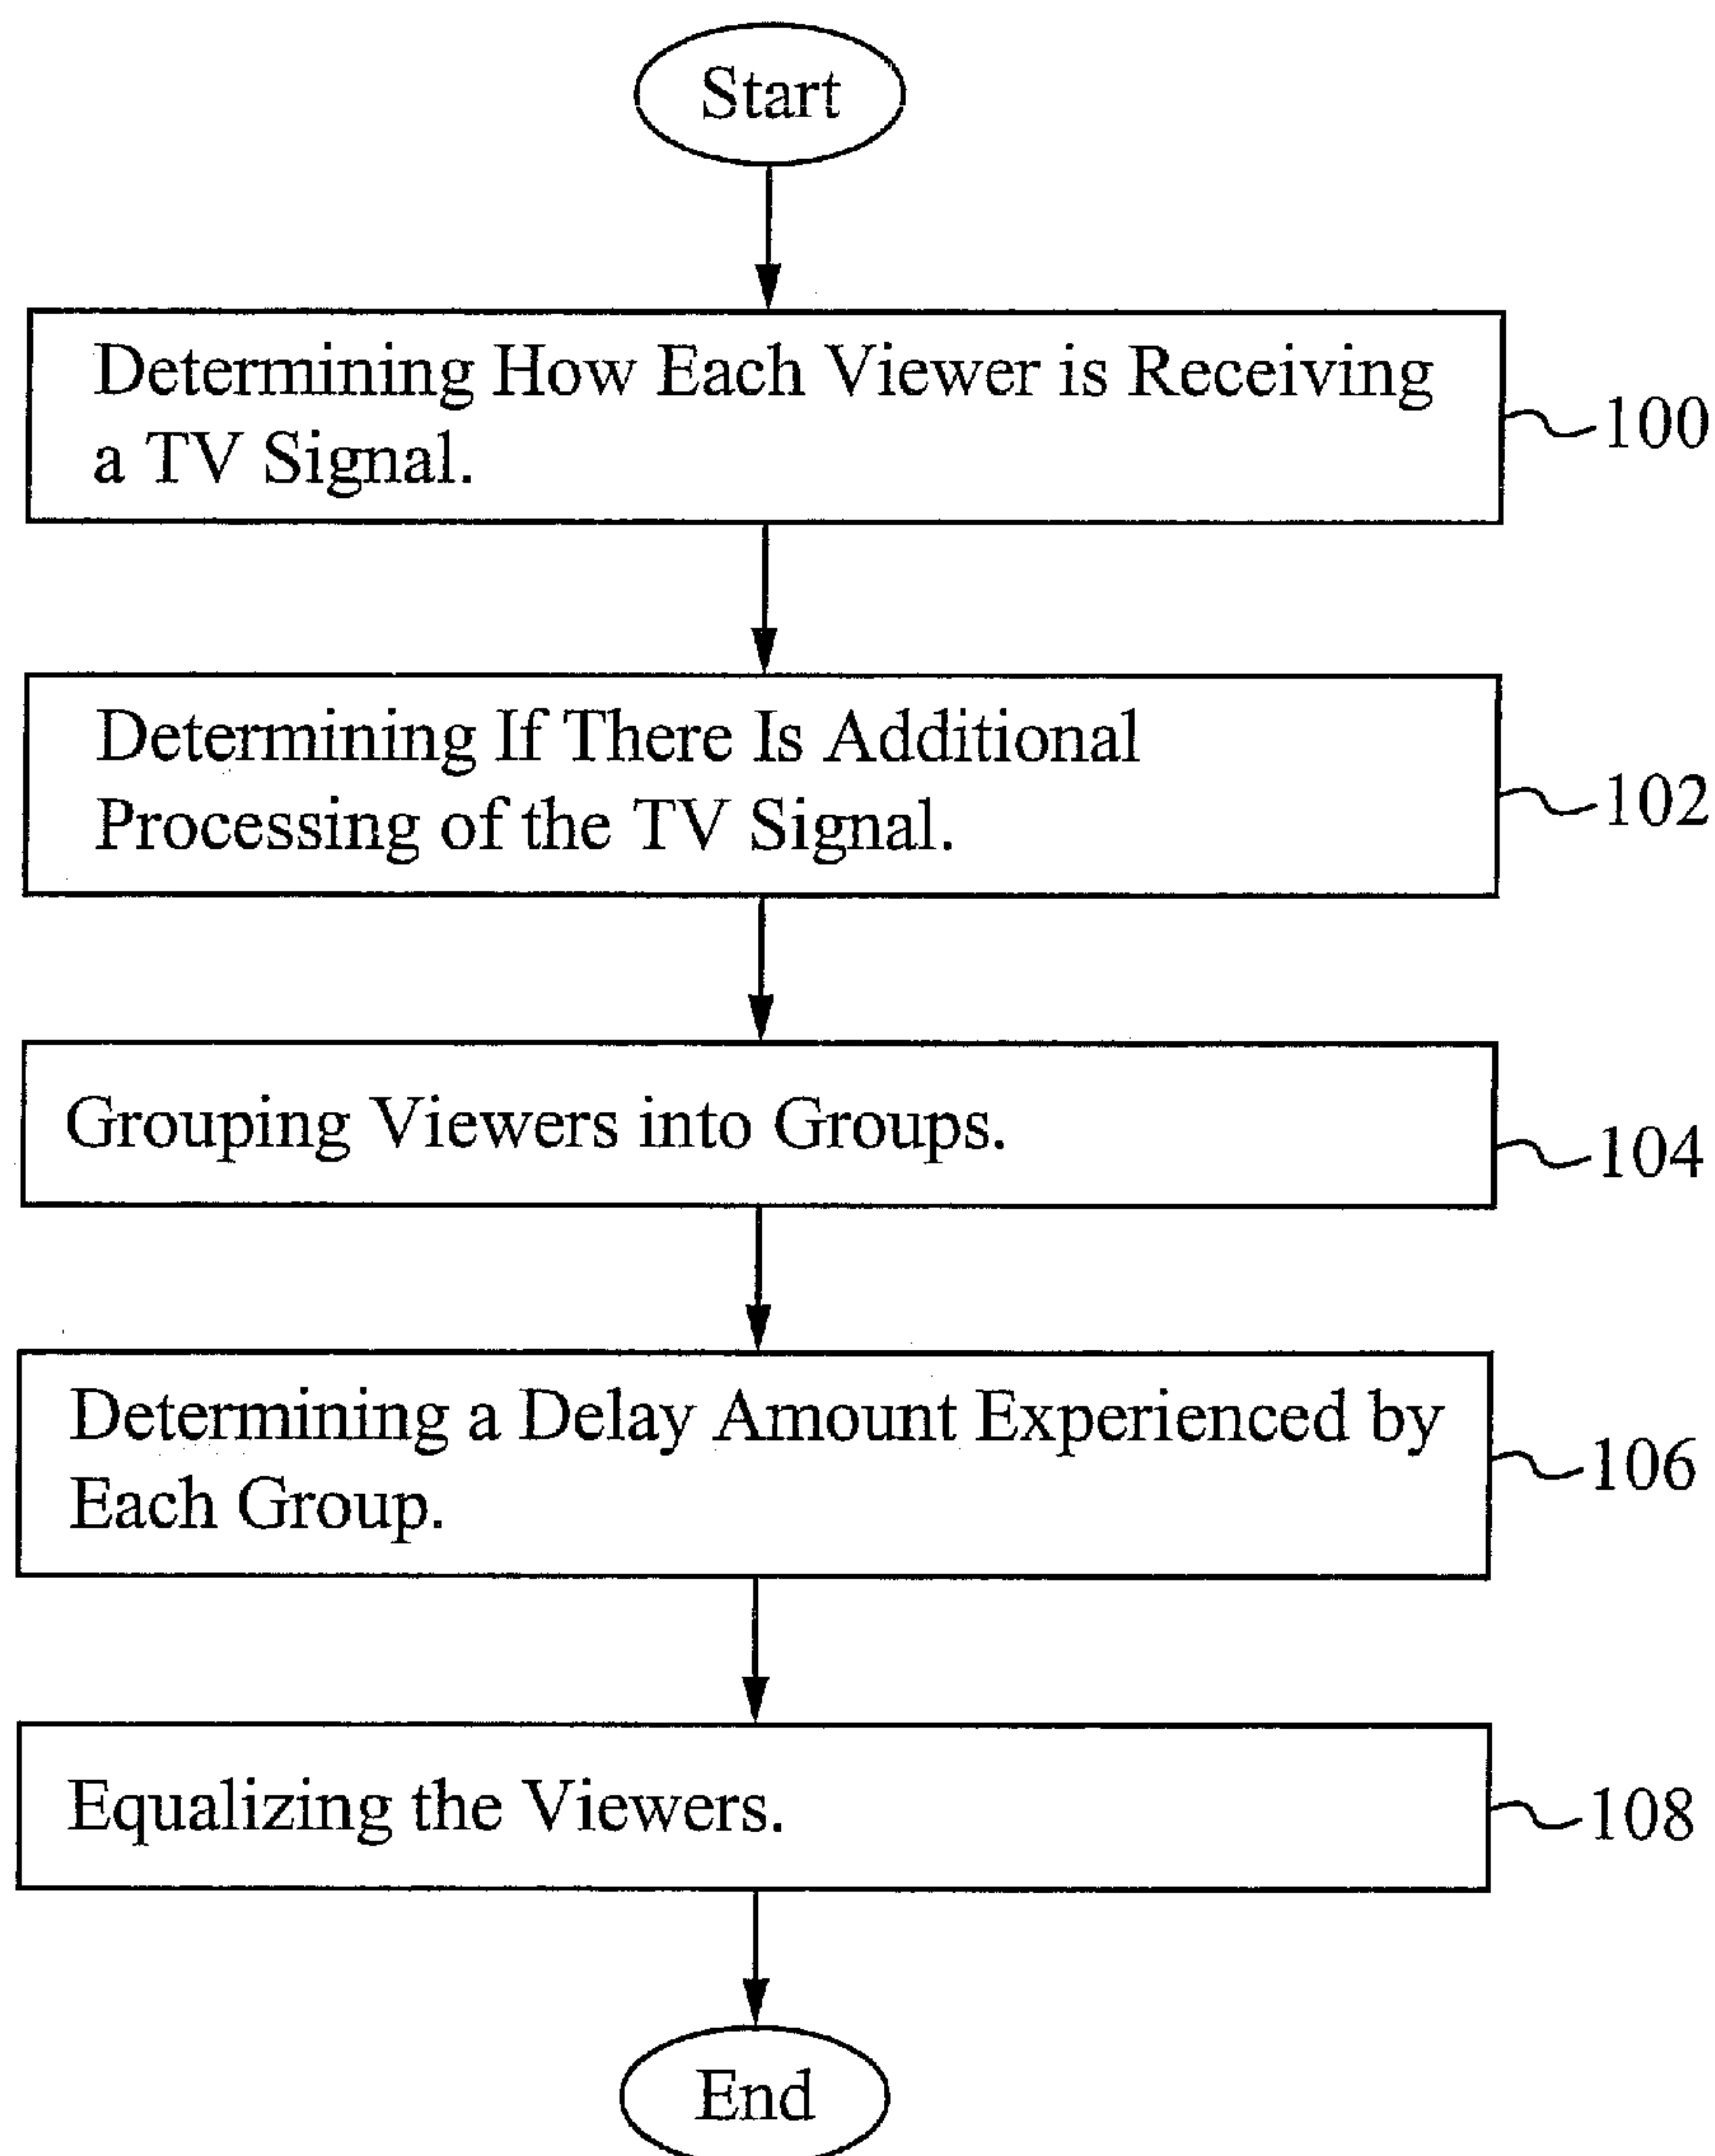 Start
Determining How Each Viewer is Receiving
a TV Signal.
100
Determining If There Is Additional
Processing of the TV Signal.
102
Grouping Viewers into Groups.
104
Determining a Delay Amount Experienced by
Each Group.
106
Equalizing the Viewers.
108
End